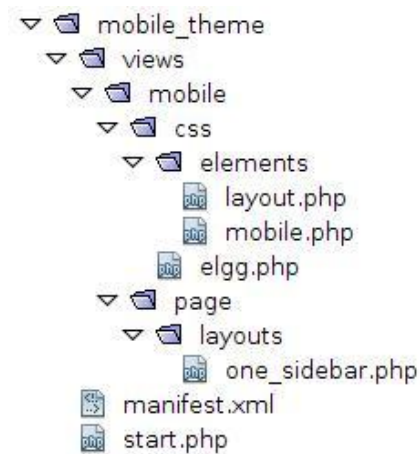 mobile_theme
views
mobile
css
elements
layout.php
mobile.php
elgg.php
page
layouts
one_sidebar.php
manifest.xml
start.php